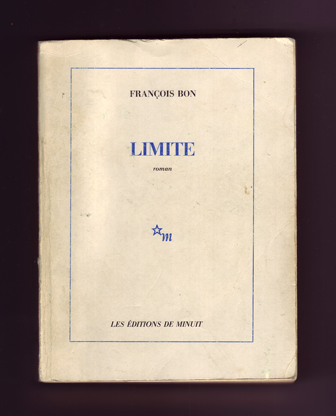 FRANÇOIS BON
LIMITE
roman
m
LES ÉDITIONS DE MINUIT